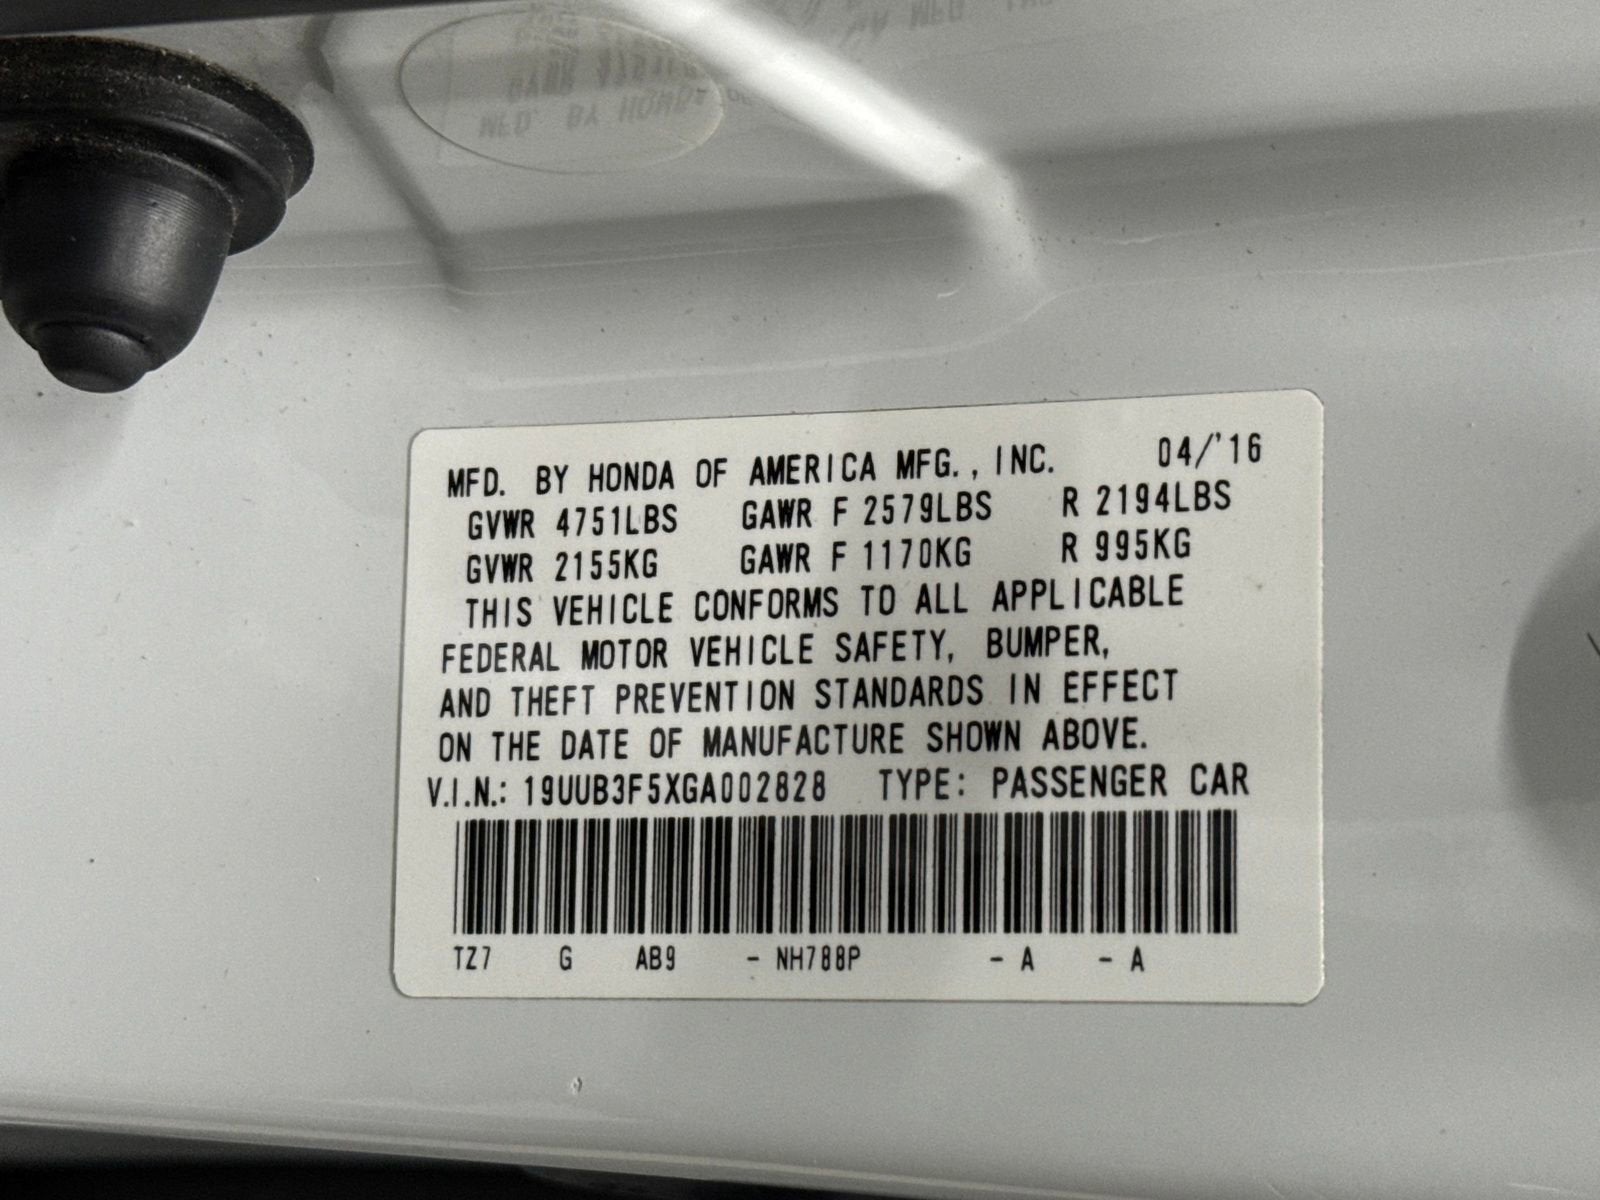 MFD. BY HONDA OF AMERICA MFG., INC. 04/'16
GVWR 4751LBS GAWR F 2579LBS R 2194LBS
GVWR 2155KG GAWR F 1170KG R 995KG
THIS VEHICLE CONFORMS TO ALL APPLICABLE
FEDERAL MOTOR VEHICLE SAFETY, BUMPER,
AND THEFT PREVENTION STANDARDS IN EFFECT
ON THE DATE OF MANUFACTURE SHOWN ABOVE.
V.I.N.: 19UUB3F5XGA002828 TYPE: PASSENGER CAR
TZ7 G AB9 - NH788P - A - A